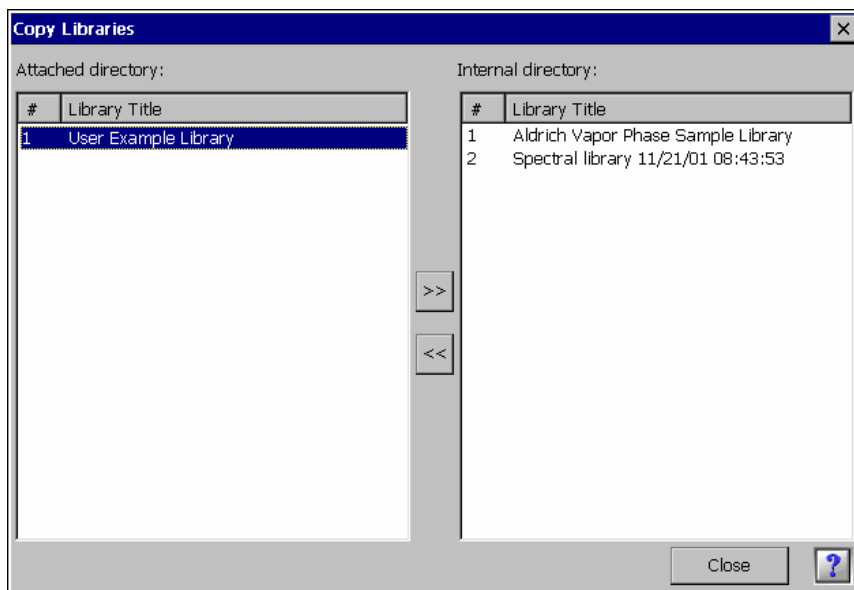 Copy Libraries
Attached directory:
# Library Title
1 User Example Library
Internal directory:
# Library Title
1 Aldrich Vapor Phase Sample Library
2 Spectral library 11/21/01 08:43:53
>>
<<
Close
?